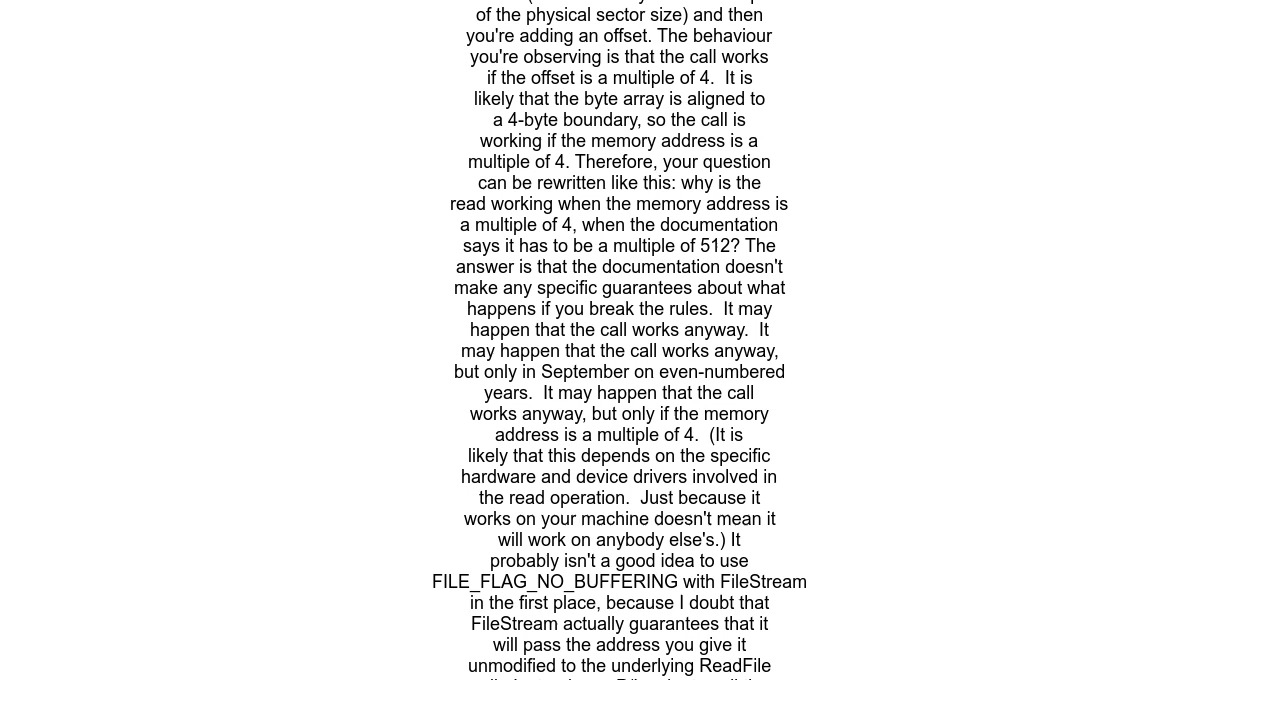 of the physical sector size) and then
you're adding an offset. The behaviour
you're observing is that the call works
if the offset is a multiple of 4.  It is
likely that the byte array is aligned to
a 4-byte boundary, so the call is
working if the memory address is a
multiple of 4. Therefore, your question
can be rewritten like this: why is the
read working when the memory address is
a multiple of 4, when the documentation
says it has to be a multiple of 512? The
answer is that the documentation doesn't
make any specific guarantees about what
happens if you break the rules.  It may
happen that the call works anyway.  It
may happen that the call works anyway,
but only in September on even-numbered
years.  It may happen that the call
works anyway, but only if the memory
address is a multiple of 4.  (It is
likely that this depends on the specific
hardware and device drivers involved in
the read operation.  Just because it
works on your machine doesn't mean it
will work on anybody else's.) It
probably isn't a good idea to use
FILE_FLAG_NO_BUFFERING with FileStream
in the first place, because I doubt that
FileStream actually guarantees that it
will pass the address you give it
unmodified to the underlying ReadFile